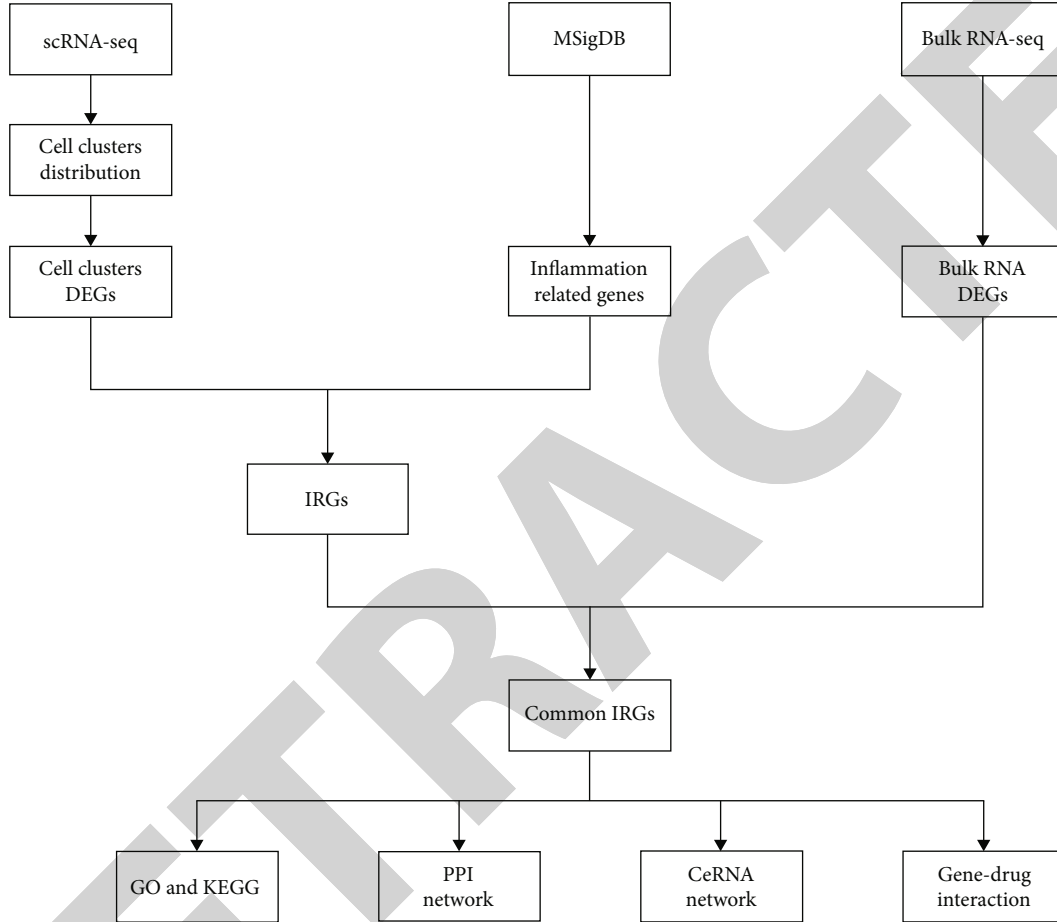 scRNA-seq
MSigDB
Bulk RNA-seq
Cell clusters
distribution
Cell clusters
DEGs
Inflammation
related genes
Bulk RNA
DEGs
IRGs
Common IRGs
GO and KEGG
PPI
network
CeRNA
network
Gene-drug
interaction
ETRACTE